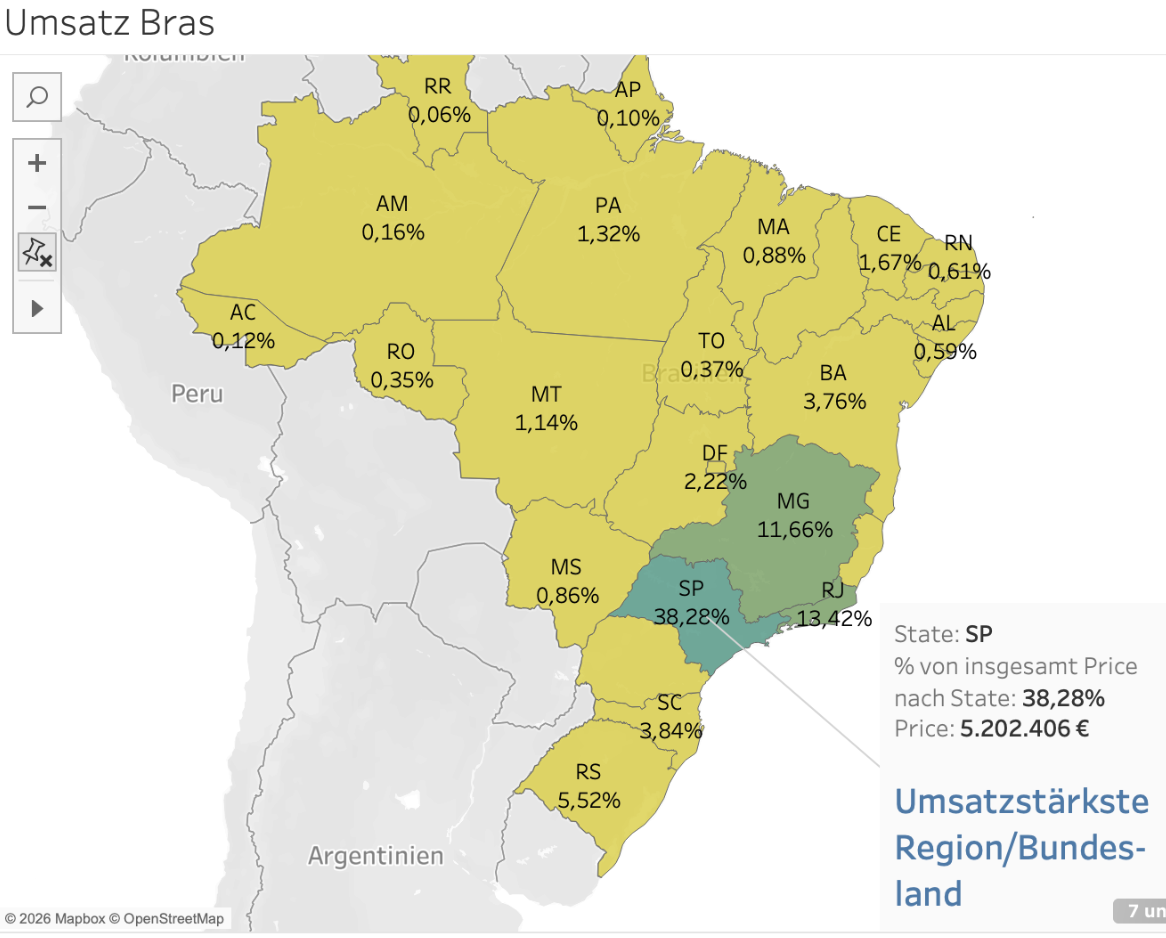 Umsatz Bras
Kolumbien
RR
0,06%
AP
0,10%
AM
0,16%
PA
1,32%
MA
0,88%
CE
1,67%
RN
0,61%
AC
0,12%
RO
0,35%
TO
0,37%
AL
0,59%
Brasilien
BA
3,76%
Peru
MT
1,14%
DF
2,22%
MG
11,66%
MS
0,86%
SP
38,28%
RJ
13,42%
State: SP
% von insgesamt Price
nach State: 38,28%
Price: 5.202.406 €
SC
3,84%
RS
5,52%
Umsatzstärkste
Region/Bundes-
land
Argentinien
7 un
© 2026 Mapbox © OpenStreetMap